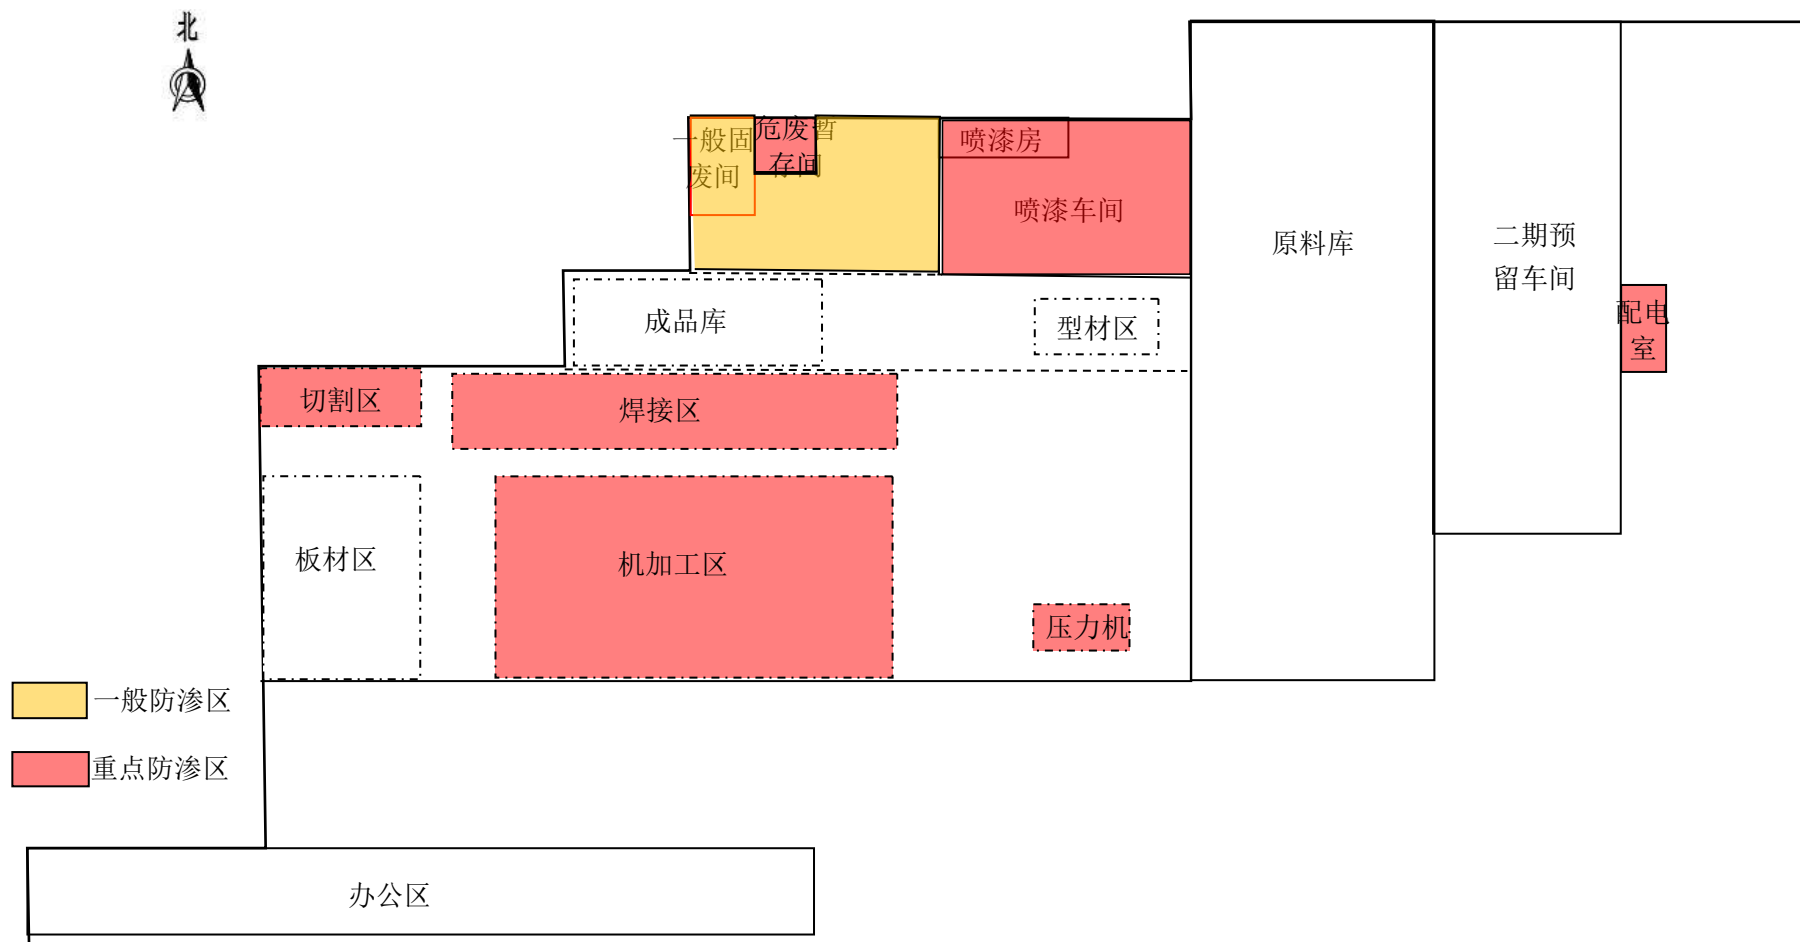 北
一般固
废间
危废暂
存间
喷漆房
喷漆车间
原料库
二期预
留车间
配电
室
成品库
型材区
切割区
焊接区
板材区
机加工区
压力机
一般防渗区
重点防渗区
办公区